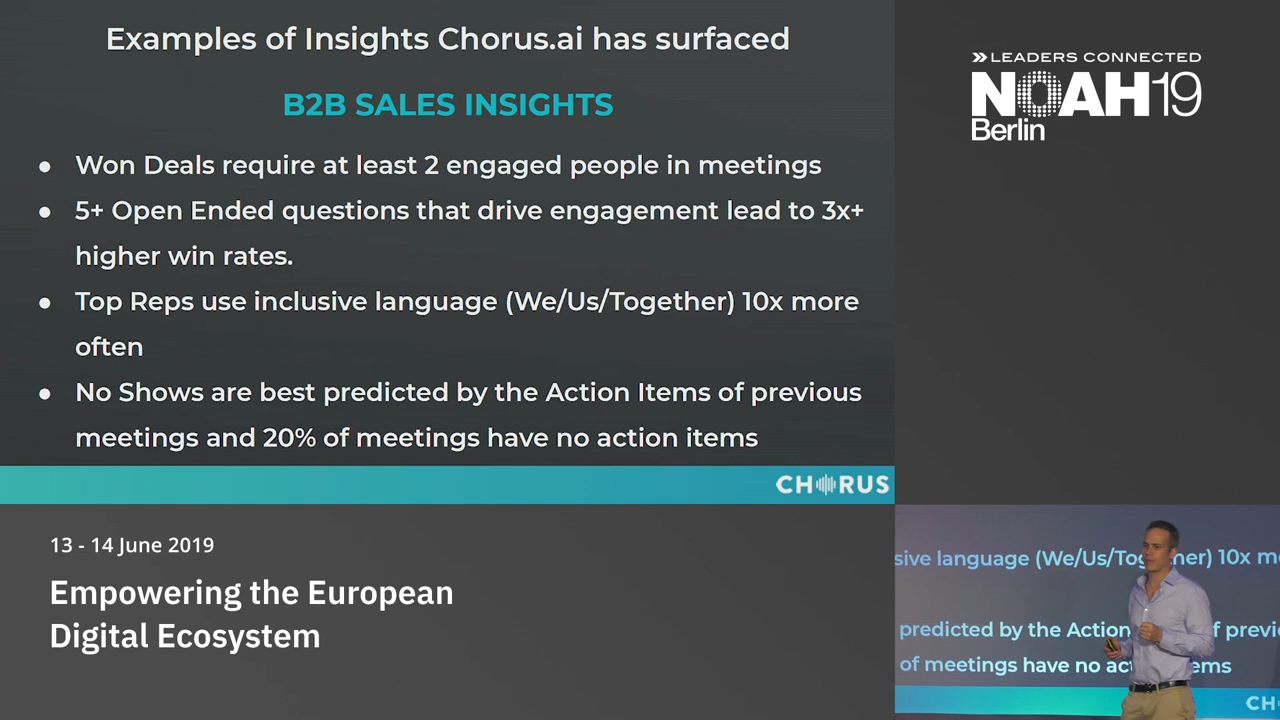 Examples of Insights Chorus.ai has surfaced
B2B SALES INSIGHTS
● Won Deals require at least 2 engaged people in meetings
● 5+ Open Ended questions that drive engagement lead to 3x+
higher win rates.
● Top Reps use inclusive language (We/Us/Together) 10x more
often
● No Shows are best predicted by the Action Items of previous
meetings and 20% of meetings have no action items
CHORUS
LEADERS CONNECTED
NOAH19
Berlin
13 - 14 June 2019
Empowering the European
Digital Ecosystem
sive language (We/Us/Tog her) 10x m
predicted by the Action f previ
of meetings have no act ems
CH